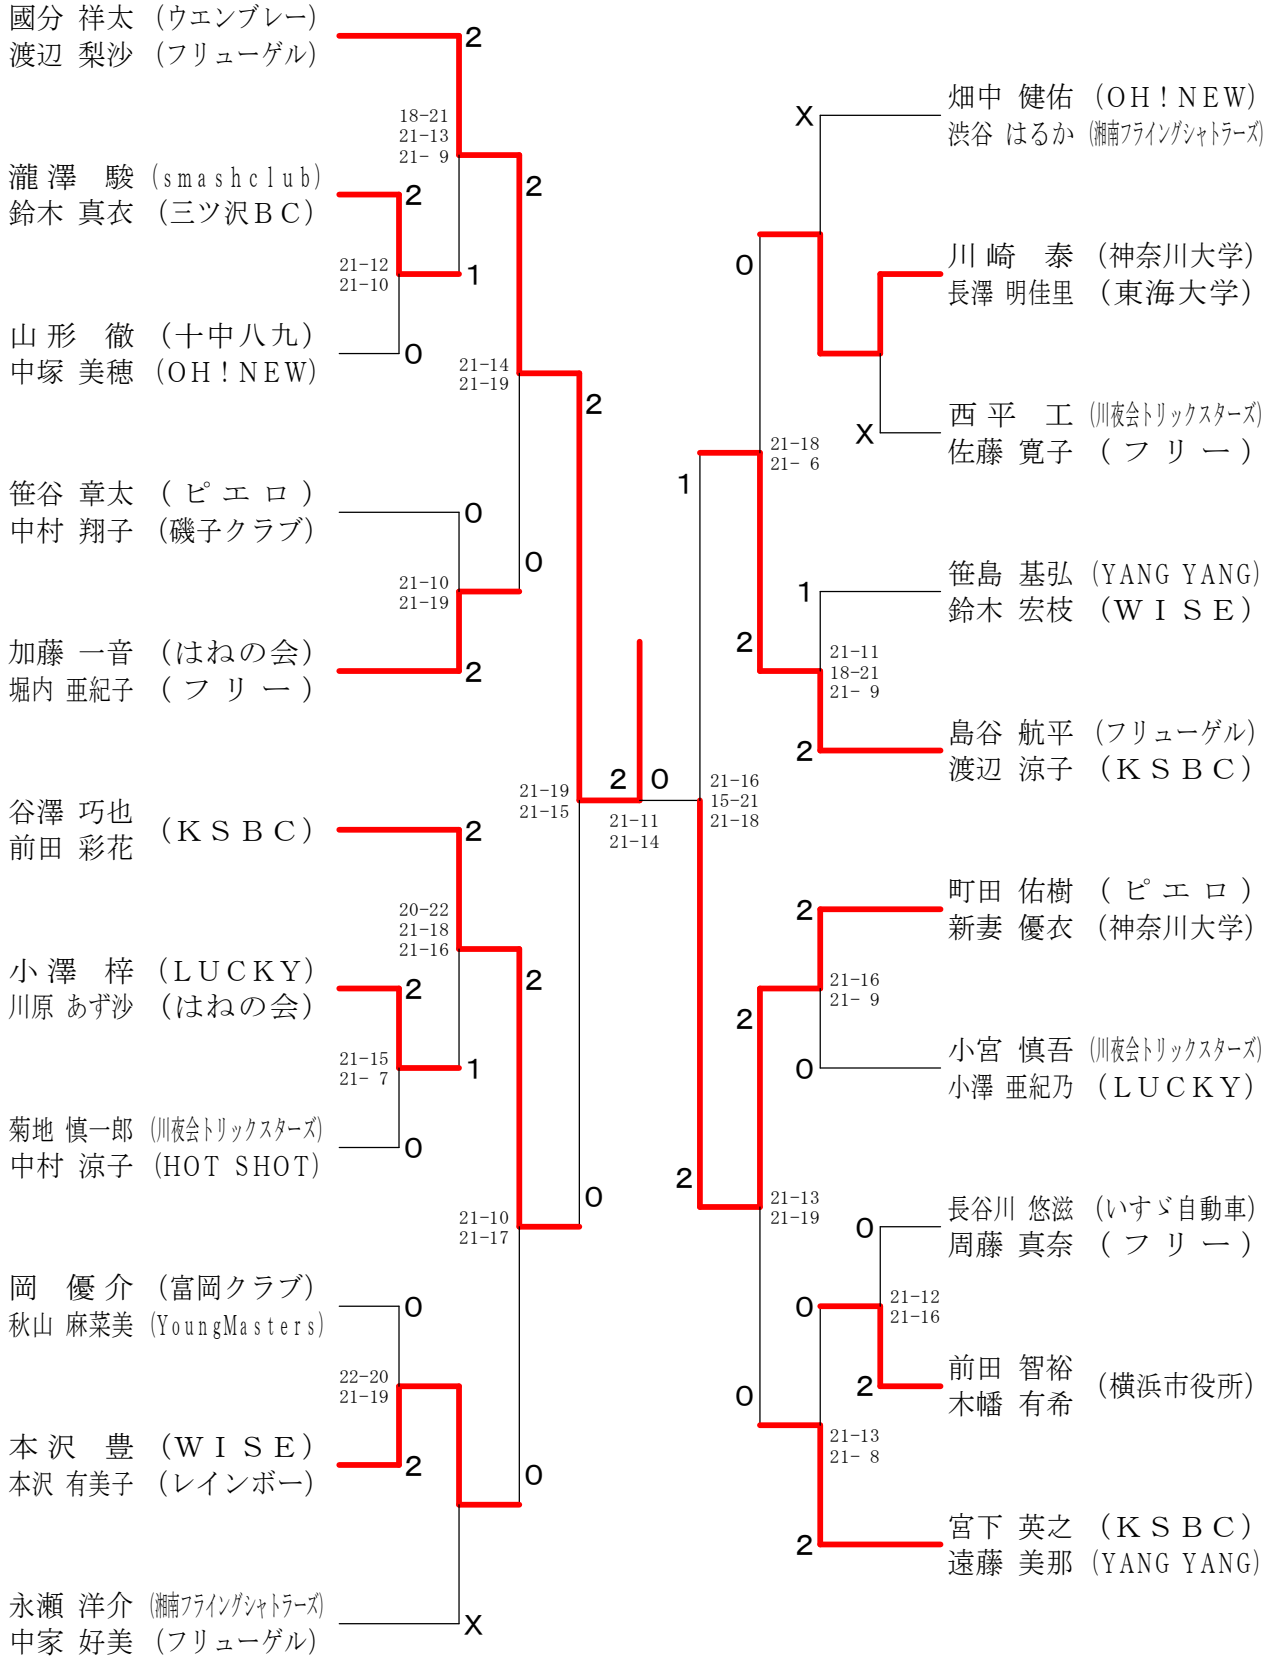 國分 祥太 (ウエンブレー)
渡辺 梨沙 (フリューゲル)
2
18-21
21-13
21- 9
瀧澤 駿 (smashclub)
鈴木 真衣 (三ツ沢BC)
2
2
21-12
21-10
1
山形 徹 (十中八九)
中塚 美穂 (OH!NEW)
0
21-14
21-19
2
笹谷 章太 (ピエロ)
中村 翔子 (磯子クラブ)
0
0
21-10
21-19
加藤 一音 (はねの会)
堀内 亜紀子 (フリー)
2
谷澤 巧也
前田 彩花
(KSBC)
2
21-19
21-15
2
0
21-11
21-14
20-22
21-18
21-16
小澤 梓 (LUCKY)
川原 あず沙 (はねの会)
2
2
21-15
21- 7
1
菊地 慎一郎 (川夜会トリックスターズ)
中村 涼子 (HOT SHOT)
0
21-10
21-17
0
岡 優介 (富岡クラブ)
秋山 麻菜美 (YoungMasters)
0
22-20
21-19
本沢 豊 (WISE)
本沢 有美子 (レインボー)
2
0
永瀬 洋介 (湘南フライングシャトラーズ)
中家 好美 (フリューゲル)
X
畑中 健佑 (OH!NEW)
渋谷 はるか (湘南フライングシャトラーズ)
X
川崎 泰 (神奈川大学)
長澤 明佳里 (東海大学)
0
西平 工 (川夜会トリックスターズ)
佐藤 寛子 (フリー)
X
21-18
21- 6
1
笹島 基弘 (YANG YANG)
鈴木 宏枝 (WISE)
1
2
21-11
18-21
21- 9
島谷 航平 (フリューゲル)
渡辺 涼子 (KSBC)
2
21-16
15-21
21-18
町田 佑樹 (ピエロ)
新妻 優衣 (神奈川大学)
2
21-16
21- 9
2
小宮 慎吾 (川夜会トリックスターズ)
小澤 亜紀乃 (LUCKY)
0
2
21-13
21-19
長谷川 悠滋 (いすゞ自動車)
周藤 真奈 (フリー)
0
0
21-12
21-16
前田 智裕
木幡 有希
(横浜市役所)
2
0
21-13
21- 8
宮下 英之 (KSBC)
遠藤 美那 (YANG YANG)
2